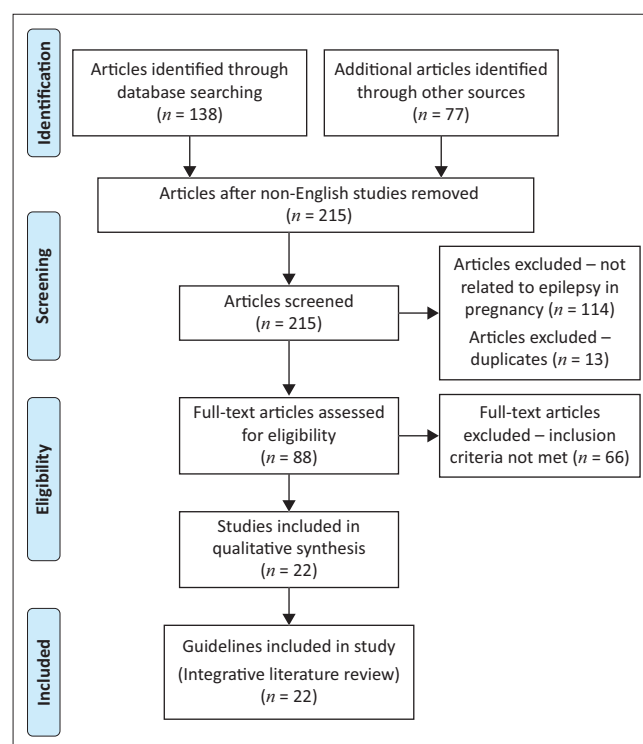 Identification
Articles identified through
database searching
(n = 138)
Additional articles identified
through other sources
(n = 77)
Articles after non-English studies removed
(n = 215)
Screening
Articles screened
(n = 215)
Articles excluded – not
related to epilepsy in
pregnancy (n = 114)
Articles excluded –
duplicates (n = 13)
Eligibility
Full-text articles assessed
for eligibility
(n = 88)
Full-text articles
excluded – inclusion
criteria not met (n = 66)
Studies included in
qualitative synthesis
(n = 22)
Included
Guidelines included in study
(Integrative literature review)
(n = 22)